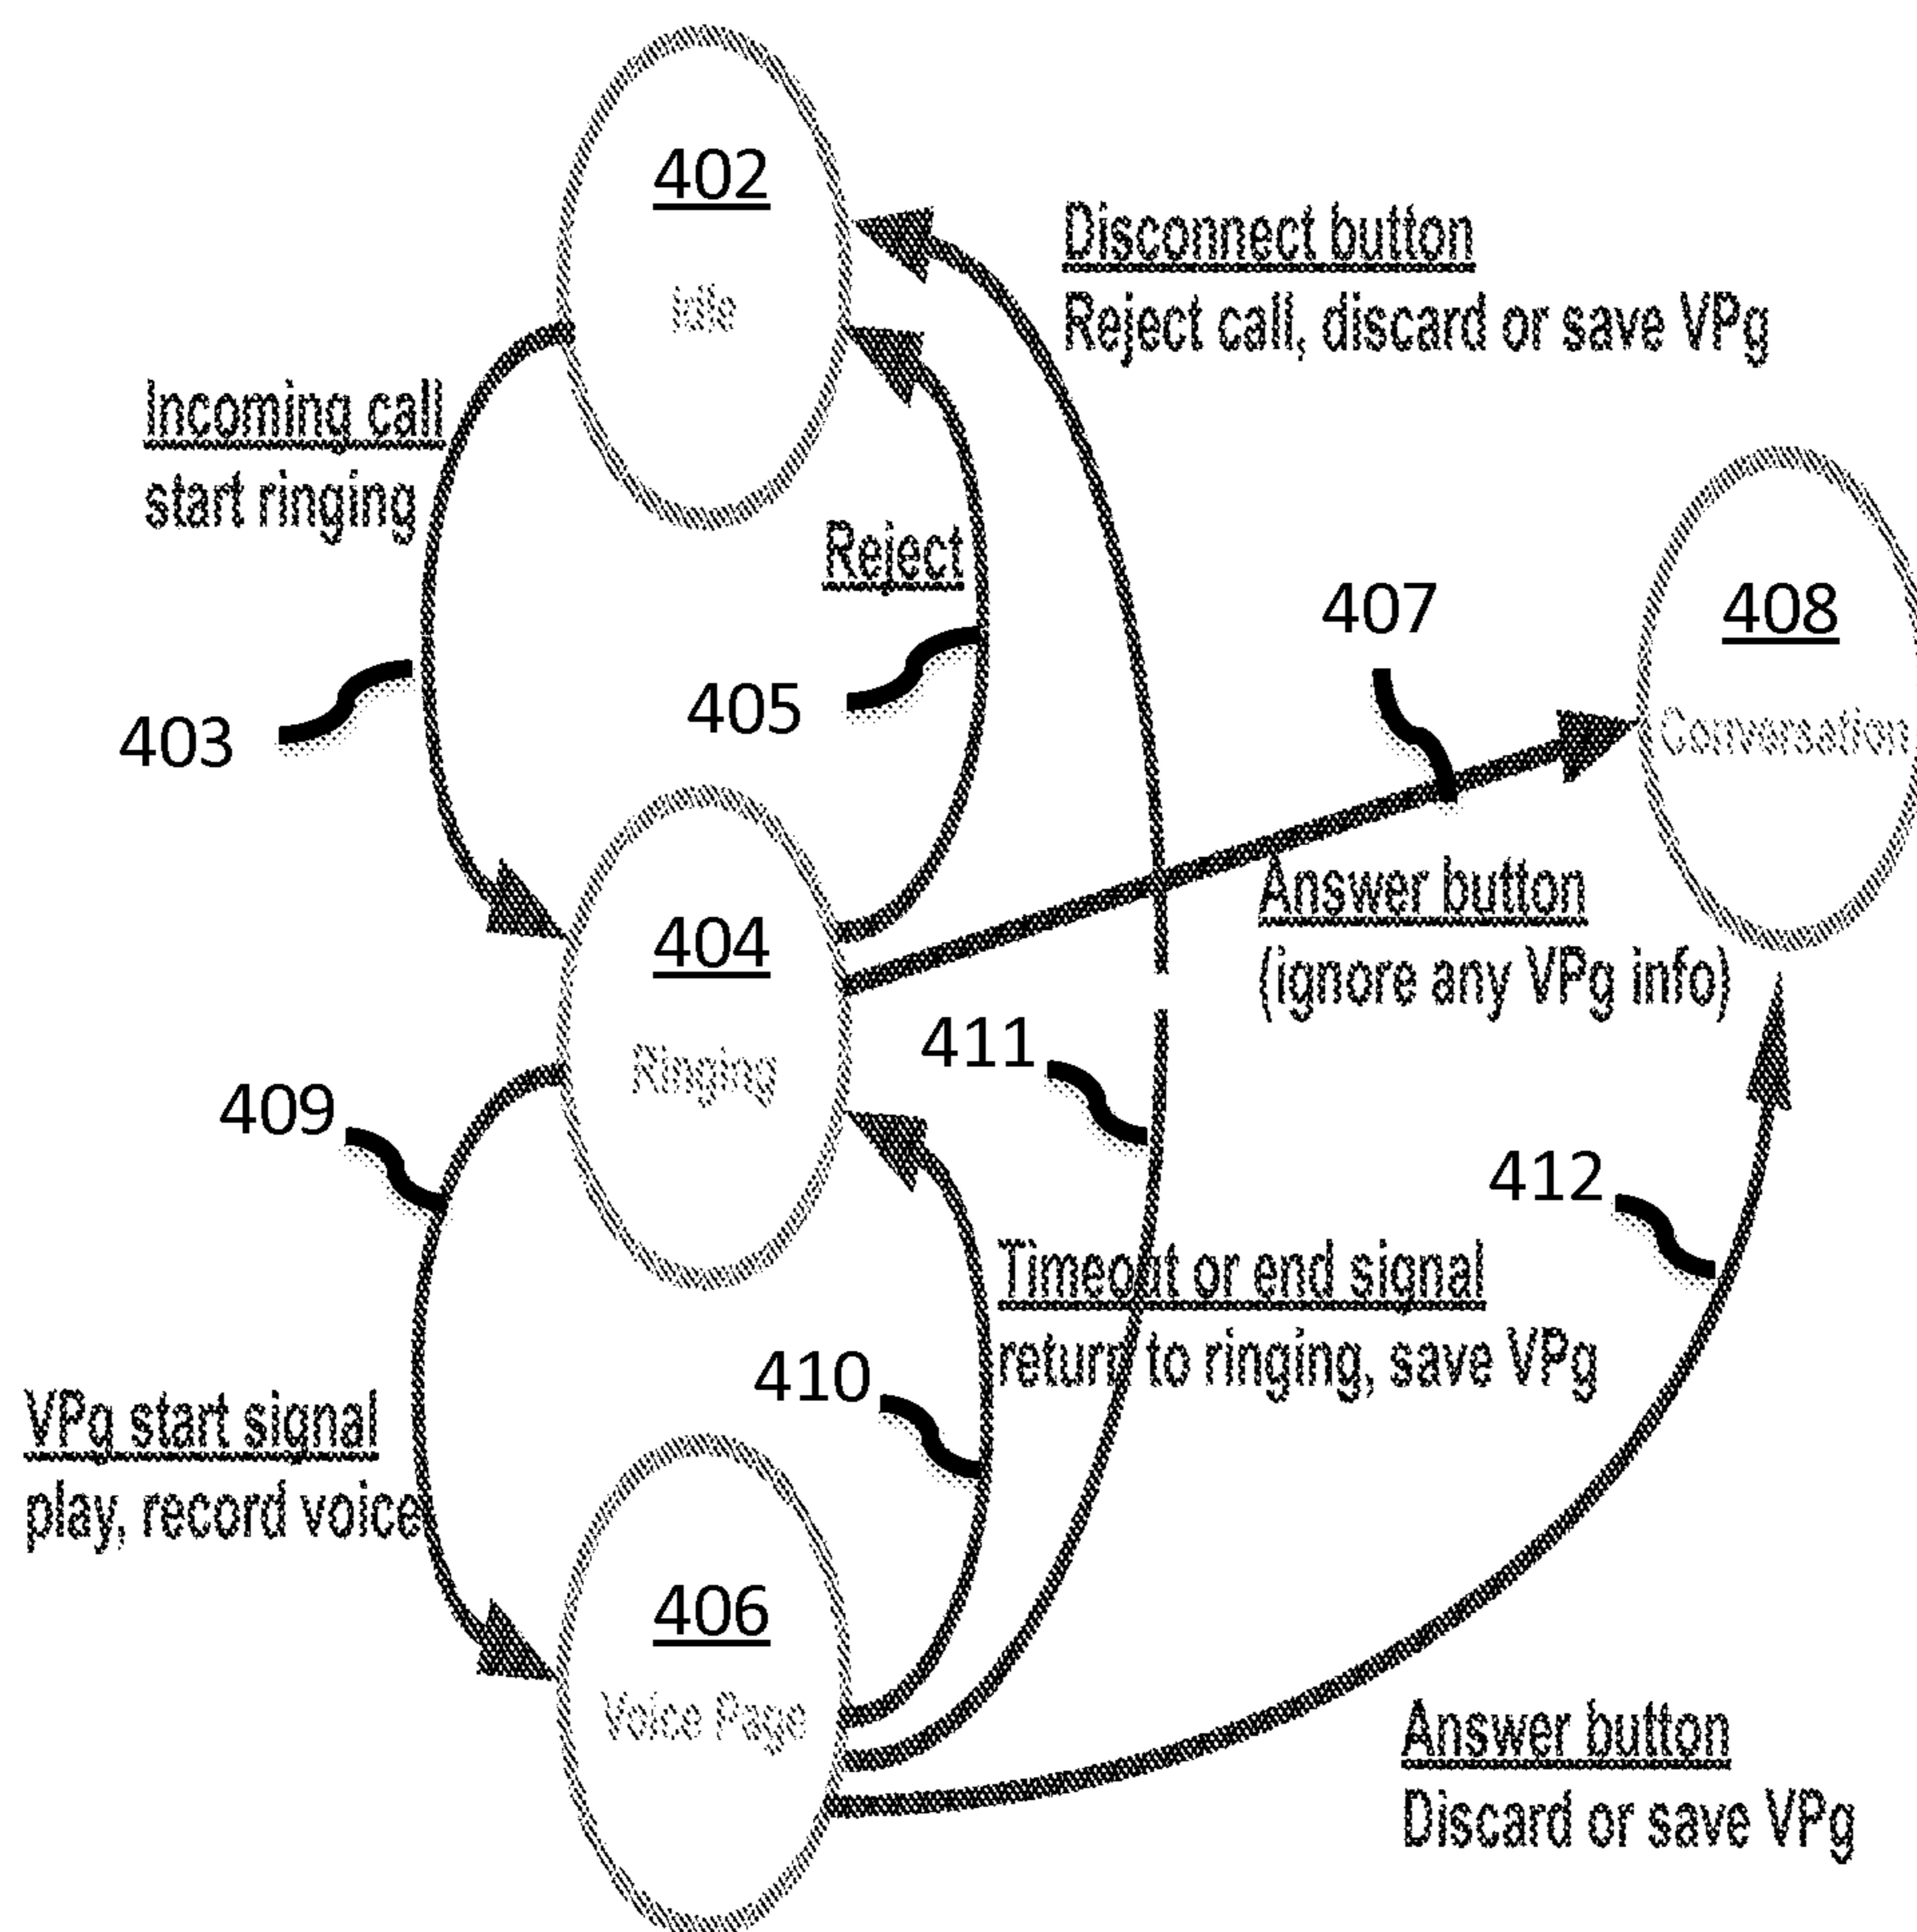 402
Idle
Disconnect button
Reject call, discard or save VPg
Incoming call
start ringing
Reject
407
408
Conversation
403
405
Answer button
(ignore any VPg info)
404
Ringing
411
409
412
Timeout or end signal
return to ringing, save VPg
410
VPg start signal
play, record voice
406
Voice Page
Answer button
Discard or save VPg